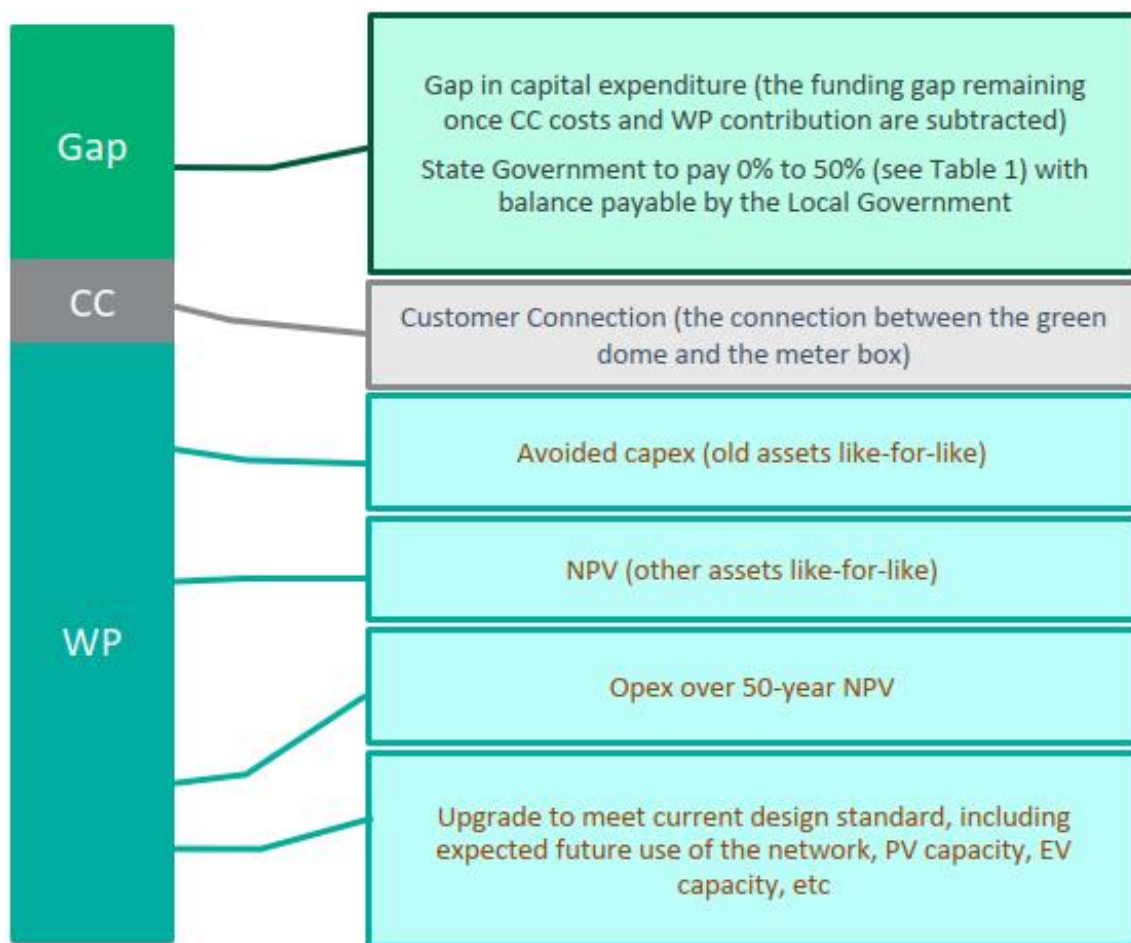 Gap
Gap in capital expenditure (the funding gap remaining
once CC costs and WP contribution are subtracted)
State Government to pay 0% to 50% (see Table 1) with
balance payable by the Local Government
CC
Customer Connection (the connection between the green
dome and the meter box)
WP
Avoided capex (old assets like-for-like)
NPV (other assets like-for-like)
Opex over 50-year NPV
Upgrade to meet current design standard, including
expected future use of the network, PV capacity, EV
capacity, etc